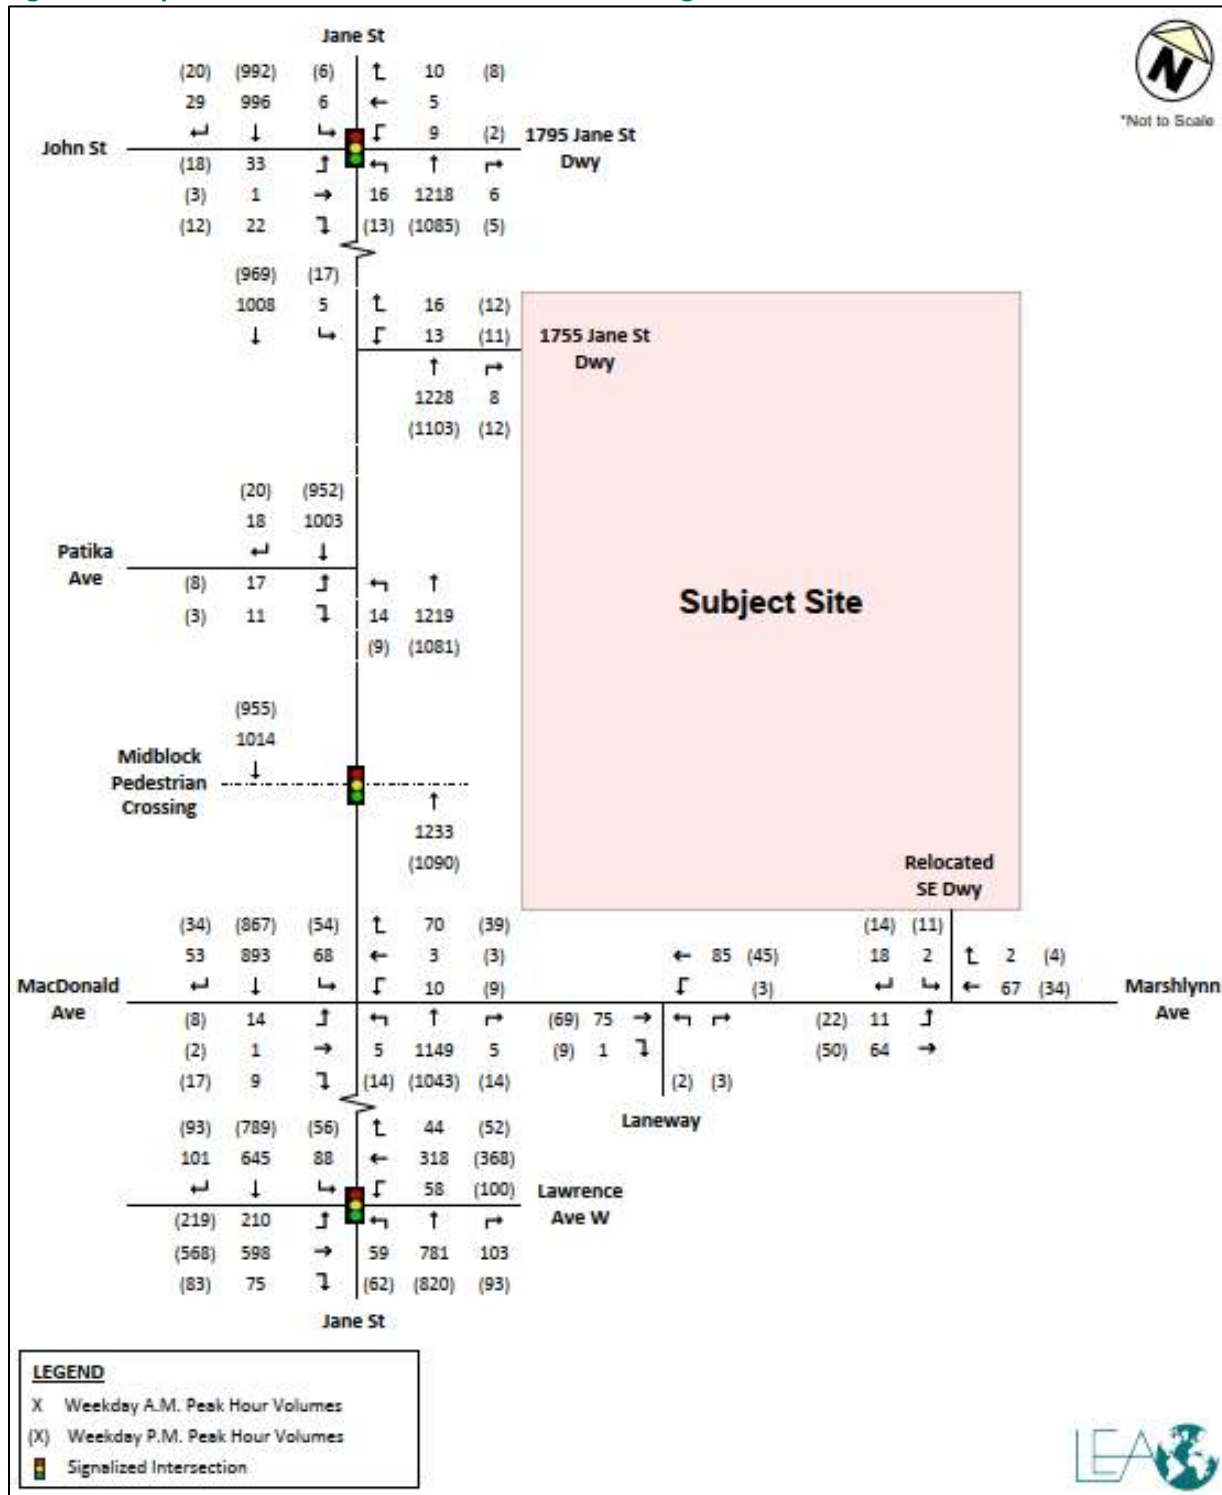 Jane St
(20) (992) (6) 10 (8)
29 996 6 5
9 (2)
John St
1795 Jane St
Dwy
(18) 33
(3) 1 16 1218 6
(12) 22 (13) (1085) (5)
N
*Not to Scale
(969) (17)
1008 5 16 (12)
13 (11)
1755 Jane St
Dwy
1228 8
(1103) (12)
(20) (952)
18 1003
Patika
Ave
(8) 17
(3) 11 14 1219
(9) (1081)
Subject Site
(955)
1014
Midblock
Pedestrian
Crossing
1233
(1090)
Relocated
SE Dwy
(34) (867) (54) 70 (39)
53 893 68 3 (3)
10 (9)
MacDonald
Ave
(8) 14
(2) 1 5 1149 5
(17) 9 (14) (1043) (14)
85 (45)
(3)
(69) 75
(9) 1
(2) (3)
Laneway
(14) (11)
18 2 2 (4)
67 (34)
Marshlynn
Ave
(22) 11
(50) 64
(93) (789) (56) 44 (52)
101 645 88 318 (368)
58 (100)
Lawrence
Ave W
(219) 210
(568) 598 59 781 103
(83) 75 (62) (820) (93)
Jane St
LEGEND
X Weekday A.M. Peak Hour Volumes
(X) Weekday P.M. Peak Hour Volumes
Signalized Intersection
LEA